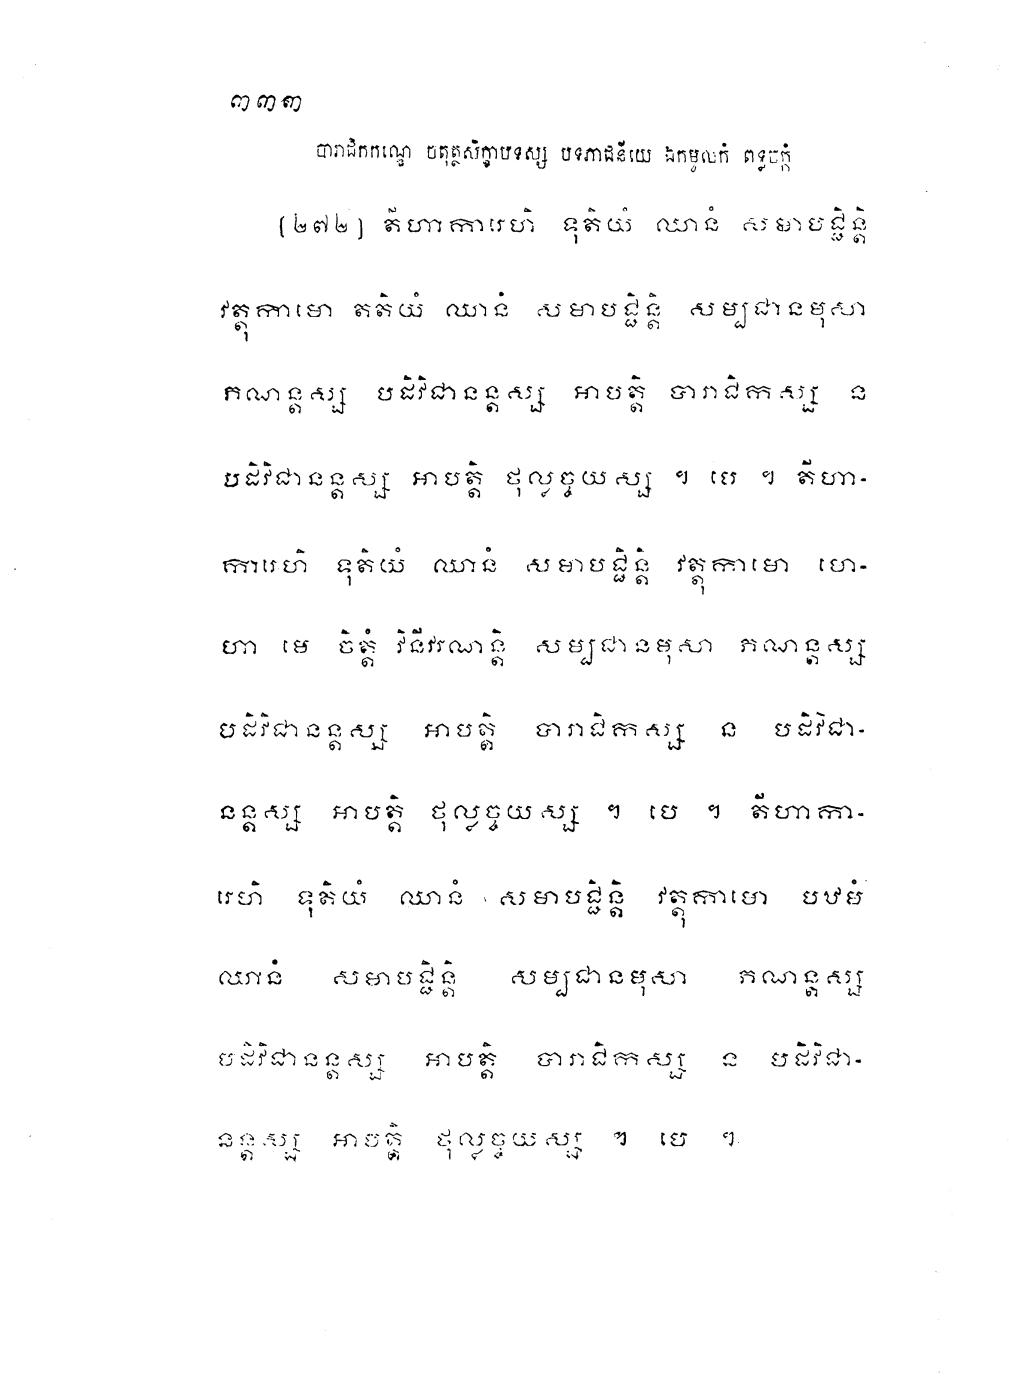 ៣៣៣
បារាជិកកណ្ឌេ ចតុត្ថសិក្ខាបទស្ស បទភាជនីយេ ឯកមូលកំ ពទ្ធចក្កំ
(២៧២) តីហាការេហិ ទុតិយំ ឈានំ សមាបជ្ជិន្តិ
វត្តុកាមោ តតិយំ ឈានំ សមាបជ្ជិន្តិ សម្បជានមុសា
ភណន្តស្ស បដិវិជានន្តស្ស អាបត្តិ បារាជិកស្ស ន
បដិវិជានន្តស្ស អាបត្តិ ថុល្លច្ចយស្ស ។ បេ ។ តីហា-
ការេហិ ទុតិយំ ឈានំ សមាបជ្ជិន្តិ វត្តុកាមោ មោ-
ហា មេ ចិត្តំ វិនីវរណន្តិ សម្បជានមុសា ភណន្តស្ស
បដិវិជានន្តស្ស អាបត្តិ បារាជិកស្ស ន បដិវិជា-
នន្តស្ស អាបត្តិ ថុល្លច្ចយស្ស ។ បេ ។ តីហាកា-
រេហិ ទុតិយំ ឈានំ សមាបជ្ជិន្តិ វត្តុកាមោ បឋមំ
ឈានំ សមាបជ្ជិន្តិ សម្បជានមុសា ភណន្តស្ស
បដិវិជានន្តស្ស អាបត្តិ បារាជិកស្ស ន បដិវិជា-
នន្តស្ស អាបត្តិ ថុល្លច្ចយស្ស ។ បេ ។